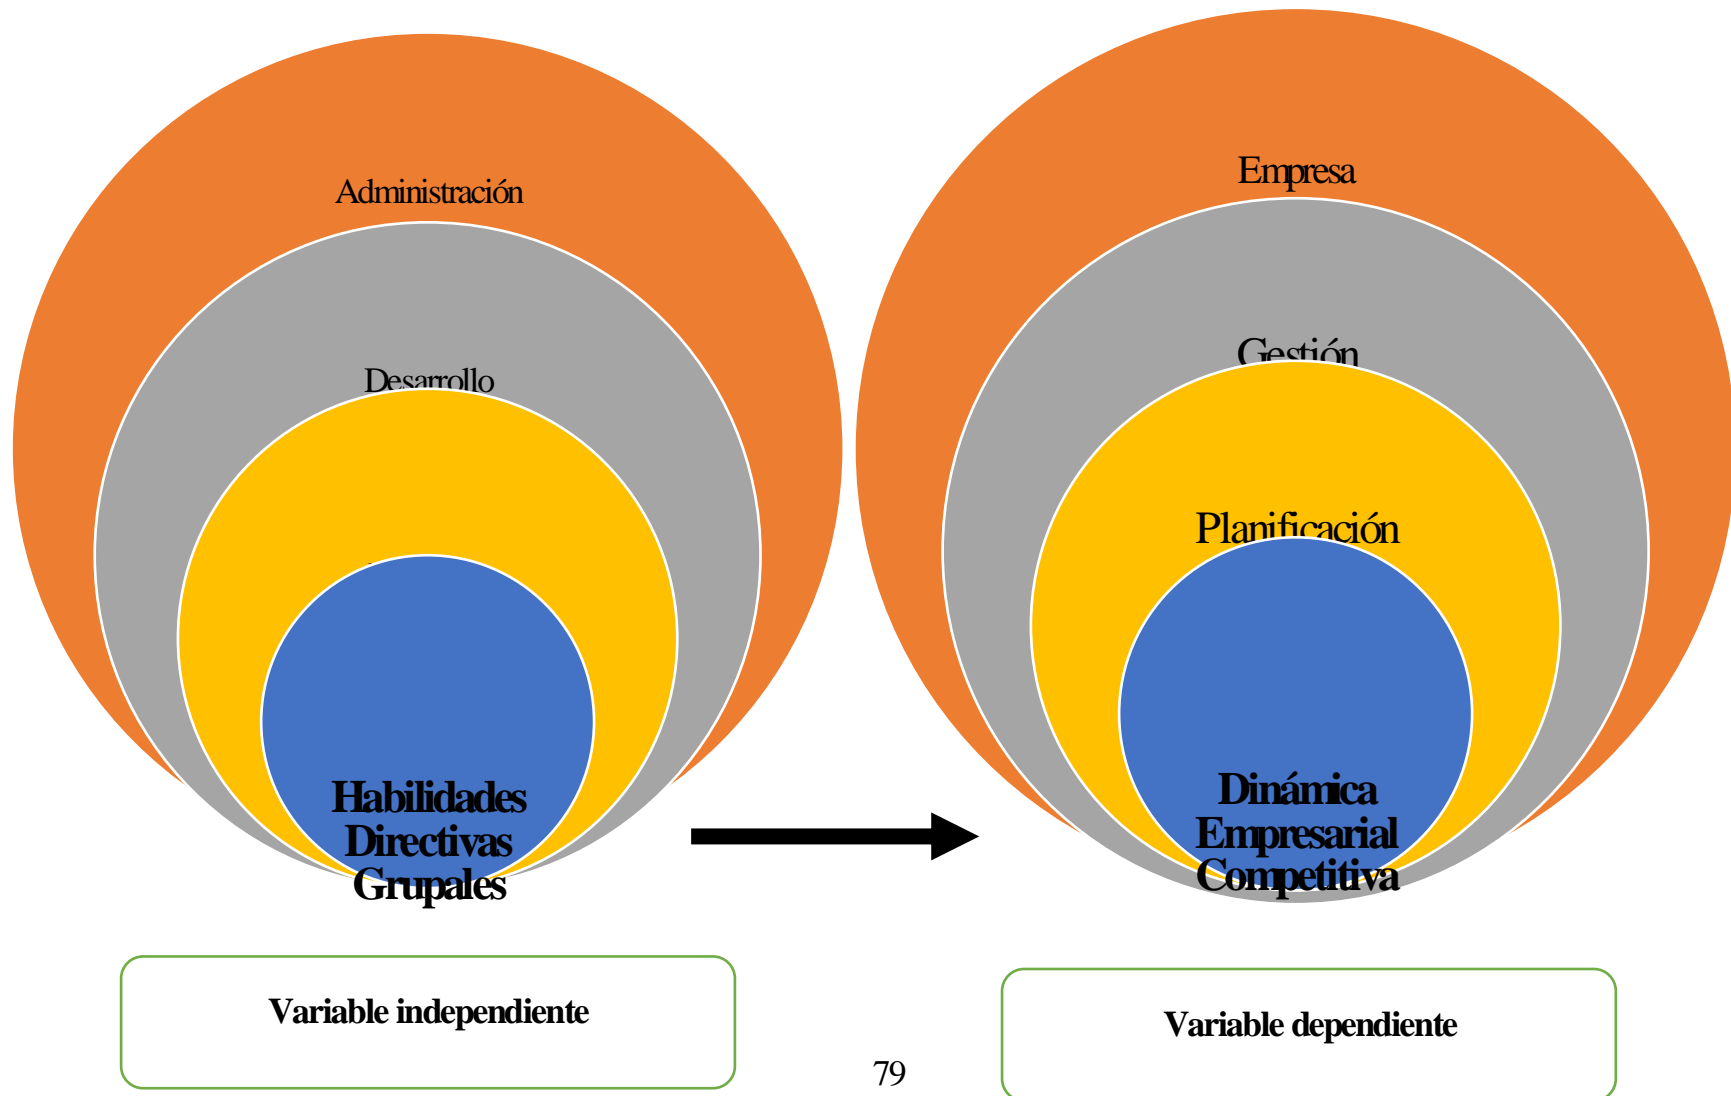 Administración
Desarrollo
Habilidades
Directivas
Grupales
Empresa
Gestión
Planificación
Dinámica
Empresarial
Competitiva
Variable independiente
Variable dependiente
79